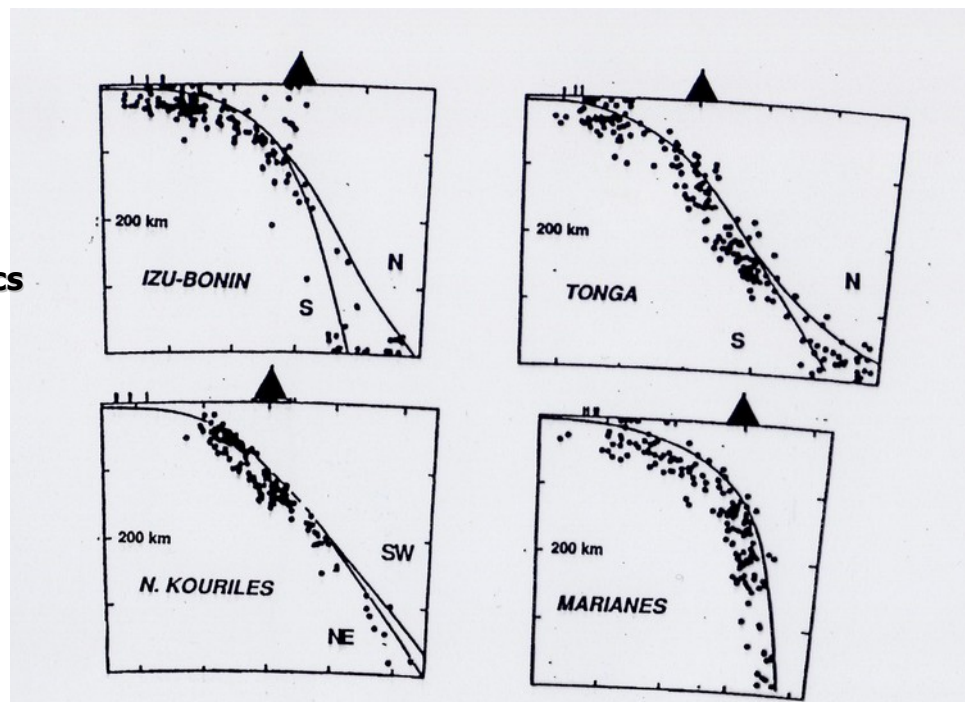 cs
200 km
IZU-BONIN
N
S
200 km
TONGA
N
S
200 km
N. KOURILES
SW
NE
200 km
MARIANES